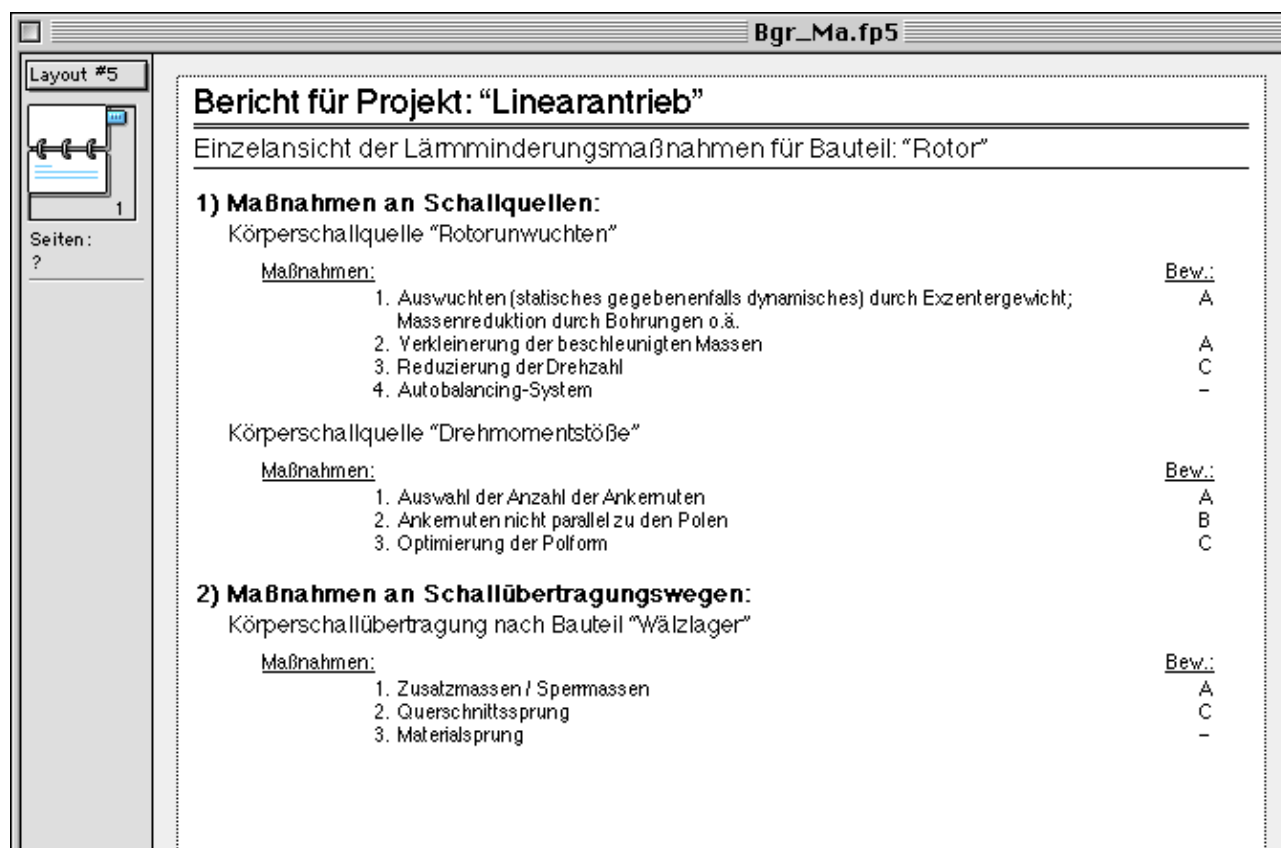 Bgr_Ma.fp5
Layout #5
1
Seiten:
?
Bericht für Projekt: “Linearantrieb”
Einzelansicht der Lärmminderungsmaßnahmen für Bauteil: “Rotor”
1) Maßnahmen an Schallquellen:
Körperschallquelle “Rotorunwuchten”
Maßnahmen: Bew.:
1. Auswuchten (statisches gegebenenfalls dynamisches) durch Exzentergewicht; A
Massenreduktion durch Bohrungen o.ä.
2. Verkleinerung der beschleunigten Massen A
3. Reduzierung der Drehzahl C
4. Autobalancing-System –
Körperschallquelle “Drehmomentstöße”
Maßnahmen: Bew.:
1. Auswahl der Anzahl der Ankernuten A
2. Ankernuten nicht parallel zu den Polen B
3. Optimierung der Polform C
2) Maßnahmen an Schallübertragungswegen:
Körperschallübertragung nach Bauteil “Wälzlager”
Maßnahmen: Bew.:
1. Zusatzmassen / Sperrmassen A
2. Querschnittssprung C
3. Materialsprung –